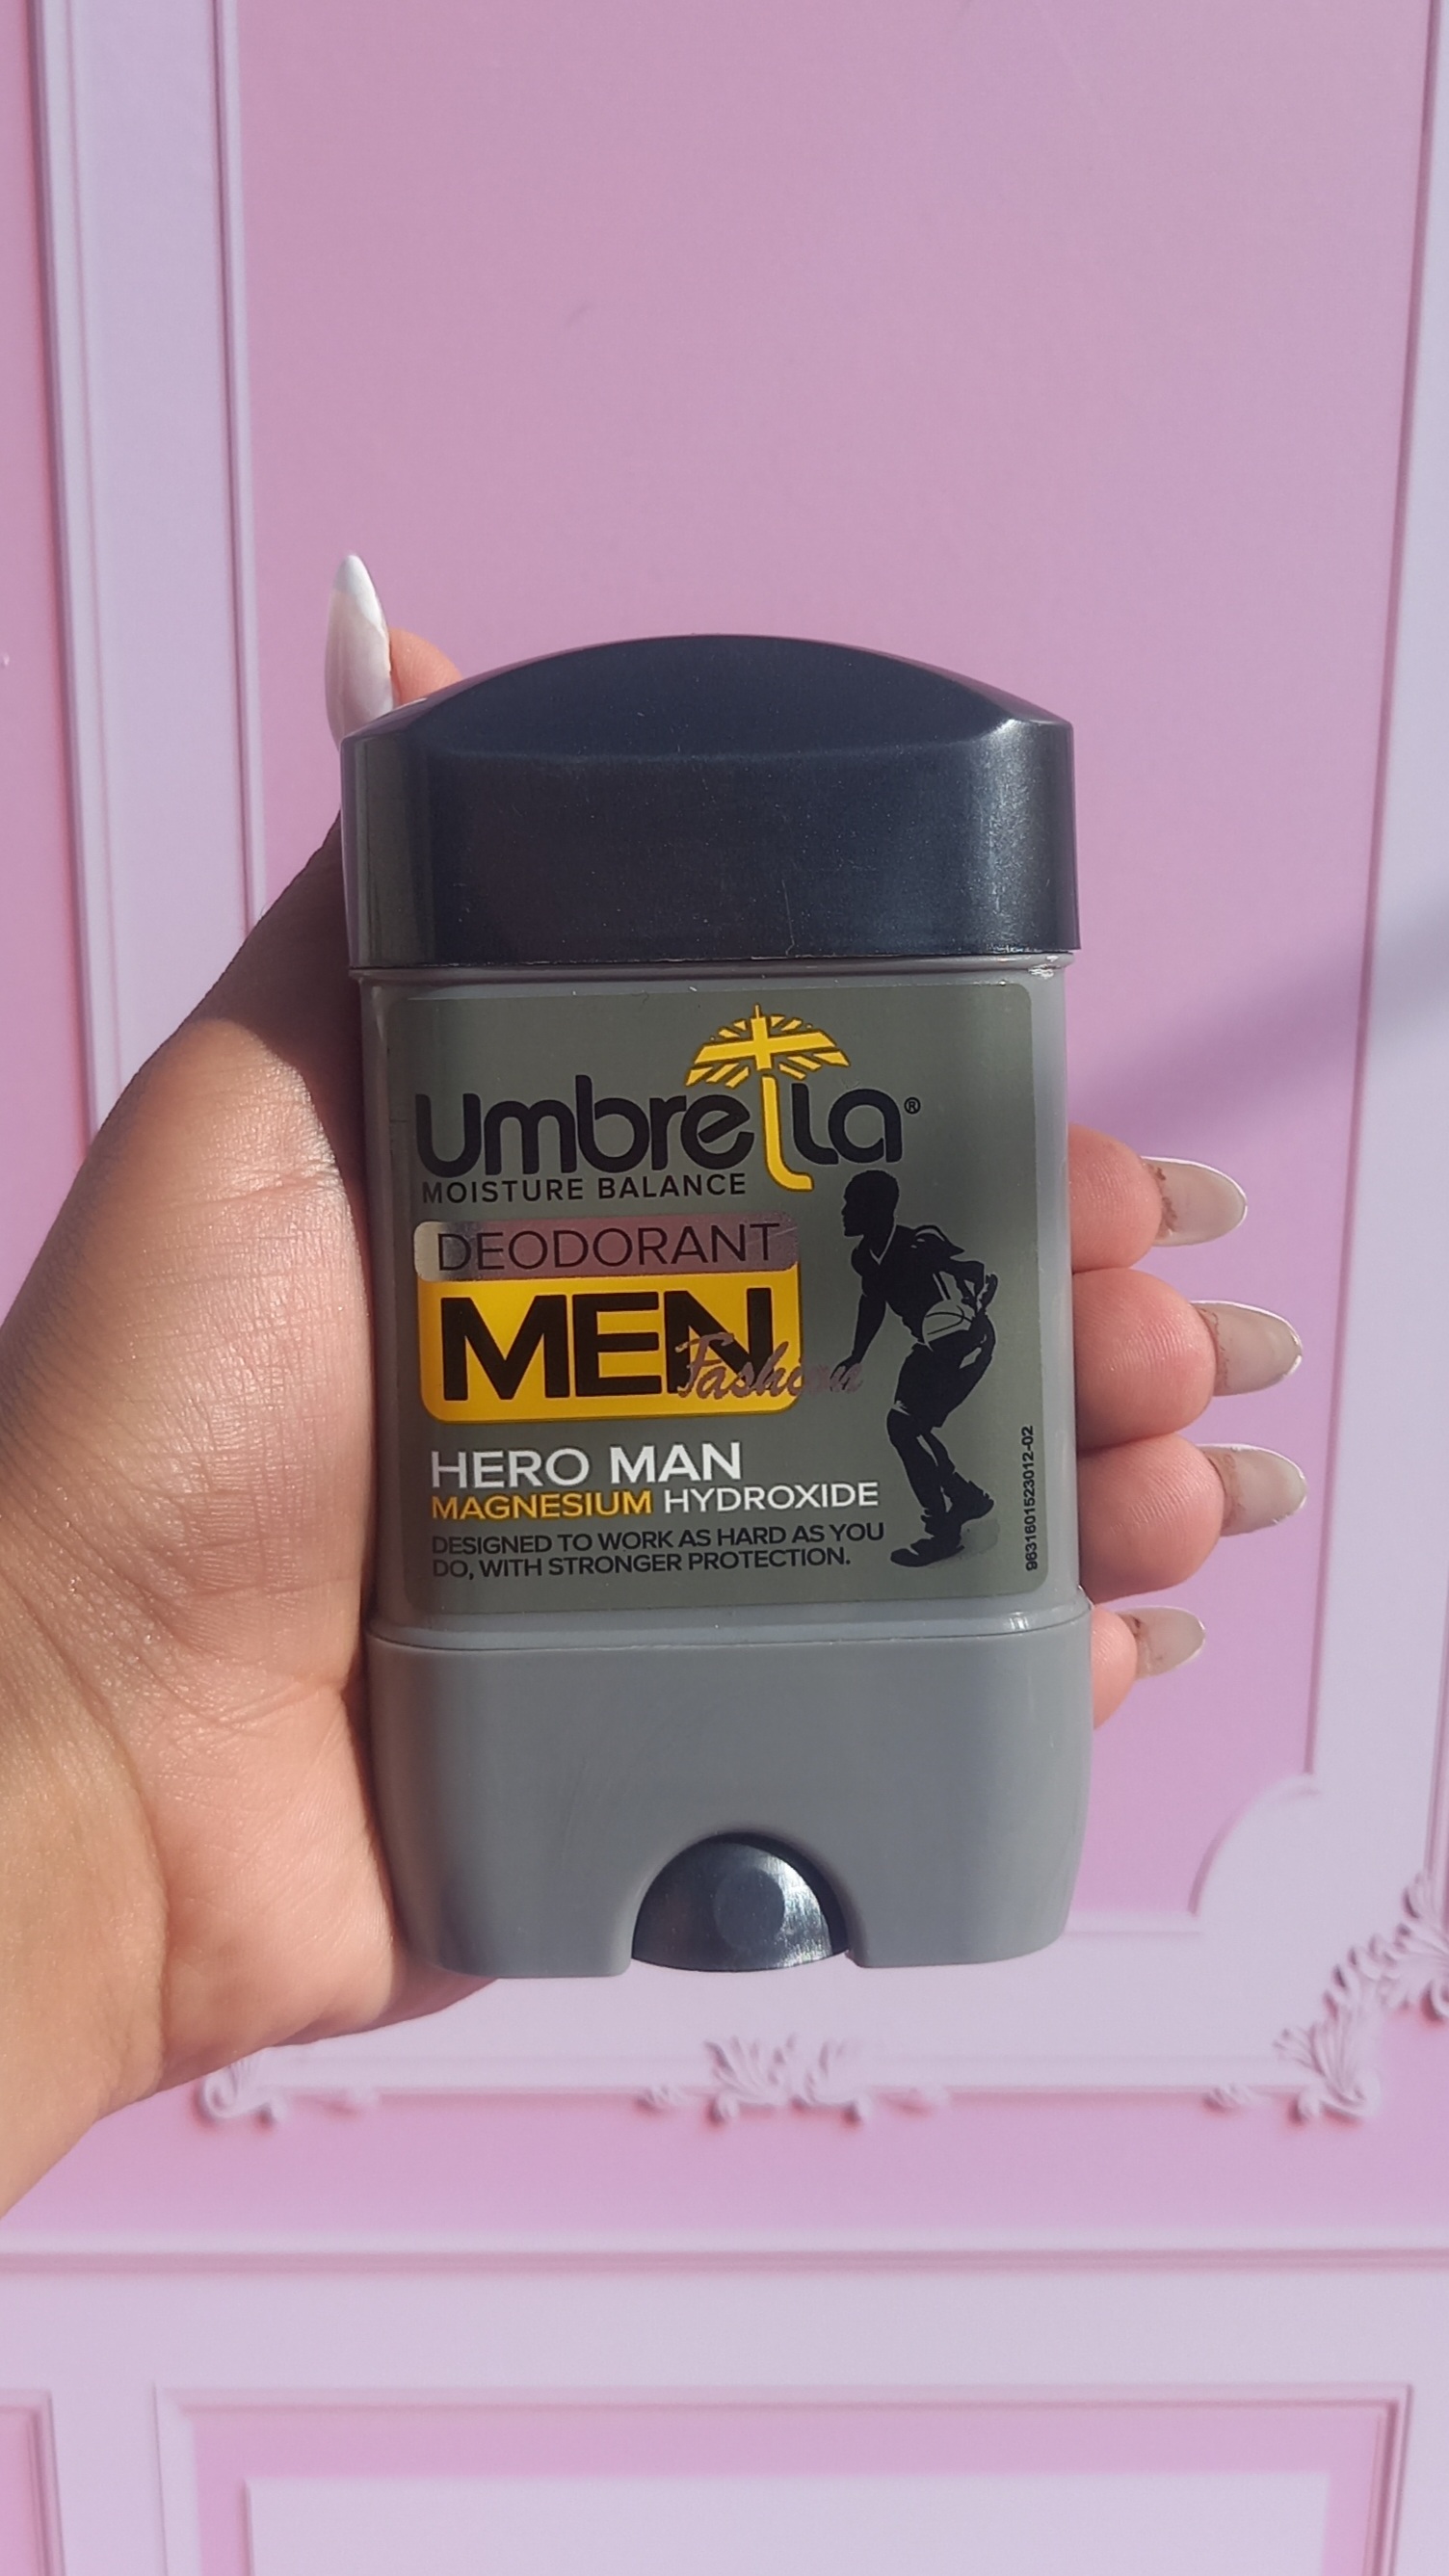 Umbrella®
MOISTURE BALANCE
DEODORANT
MEN
Fashion
HERO MAN
MAGNESIUM HYDROXIDE
DESIGNED TO WORK AS HARD AS YOU
DO, WITH STRONGER PROTECTION.
9631601523012-02